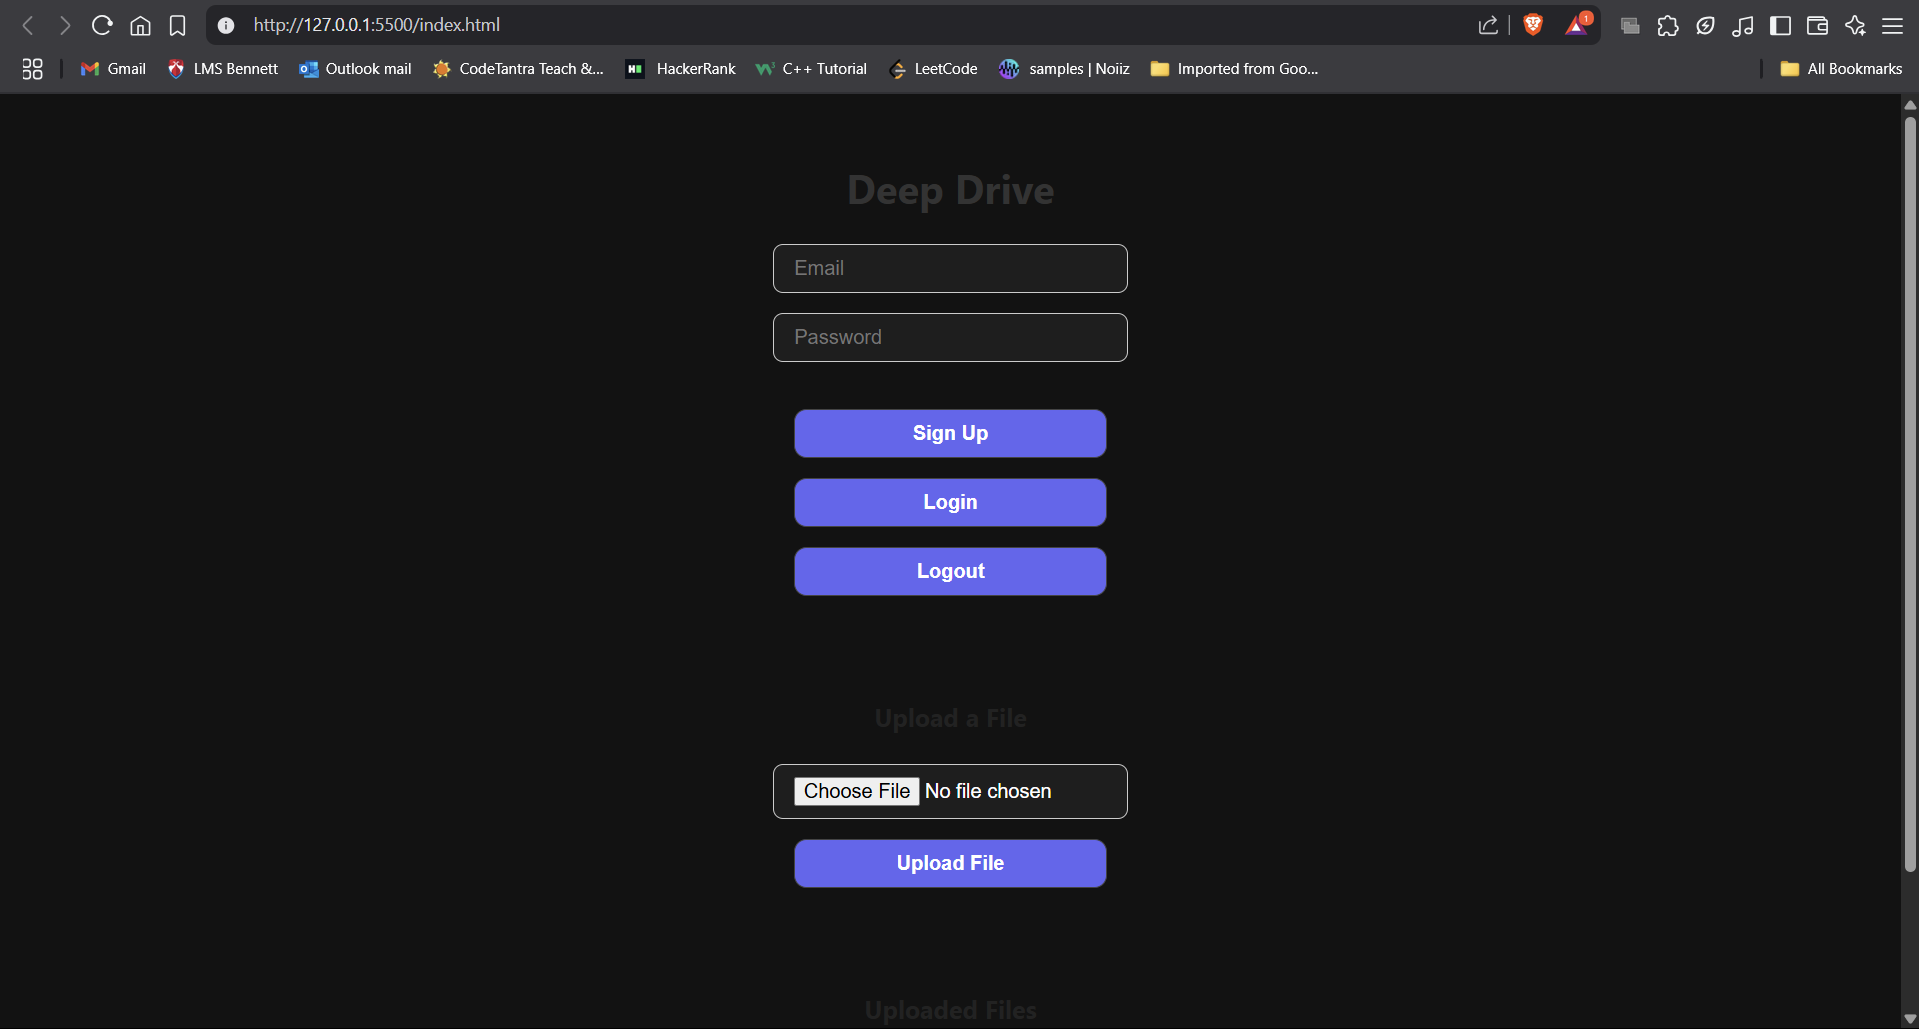 http://127.0.0.1:5500/index.html
1
Gmail LMS Bennett Outlook mail CodeTantra Teach &... HackerRank C++ Tutorial LeetCode samples | Noiiz Imported from Goo... All Bookmarks
Deep Drive
Email
Password
Sign Up
Login
Logout
Upload a File
Choose File No file chosen
Upload File
Uploaded Files